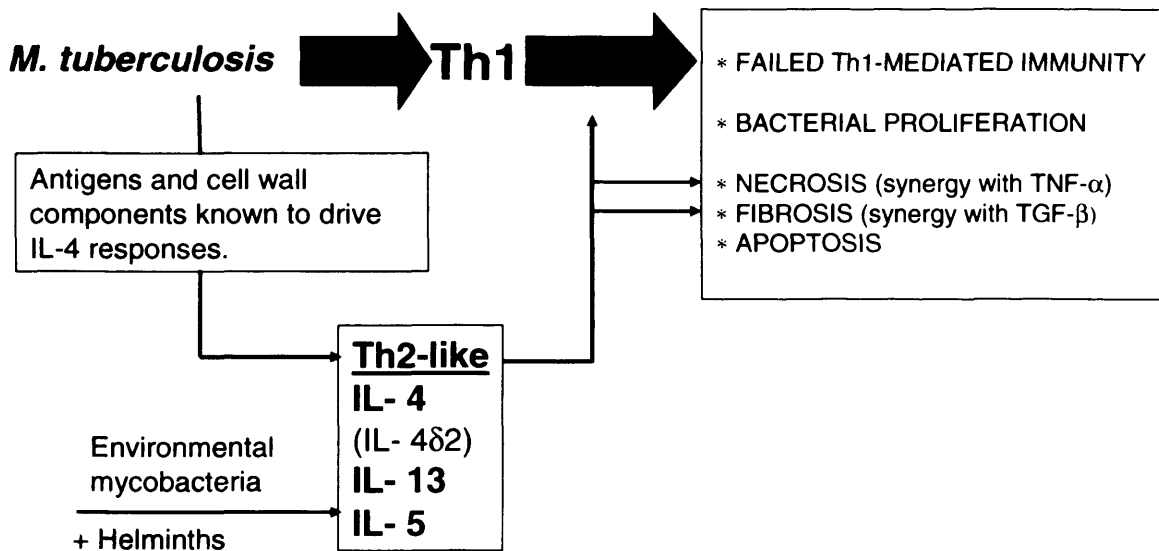 M. tuberculosis
Th1
* FAILED Th1-MEDIATED IMMUNITY
* BACTERIAL PROLIFERATION
* NECROSIS (synergy with TNF-α)
* FIBROSIS (synergy with TGF-β)
* APOPTOSIS
Antigens and cell wall
components known to drive
IL-4 responses.
Th2-like
IL- 4
(IL- 4δ2)
IL- 13
IL- 5
Environmental
mycobacteria
+ Helminths